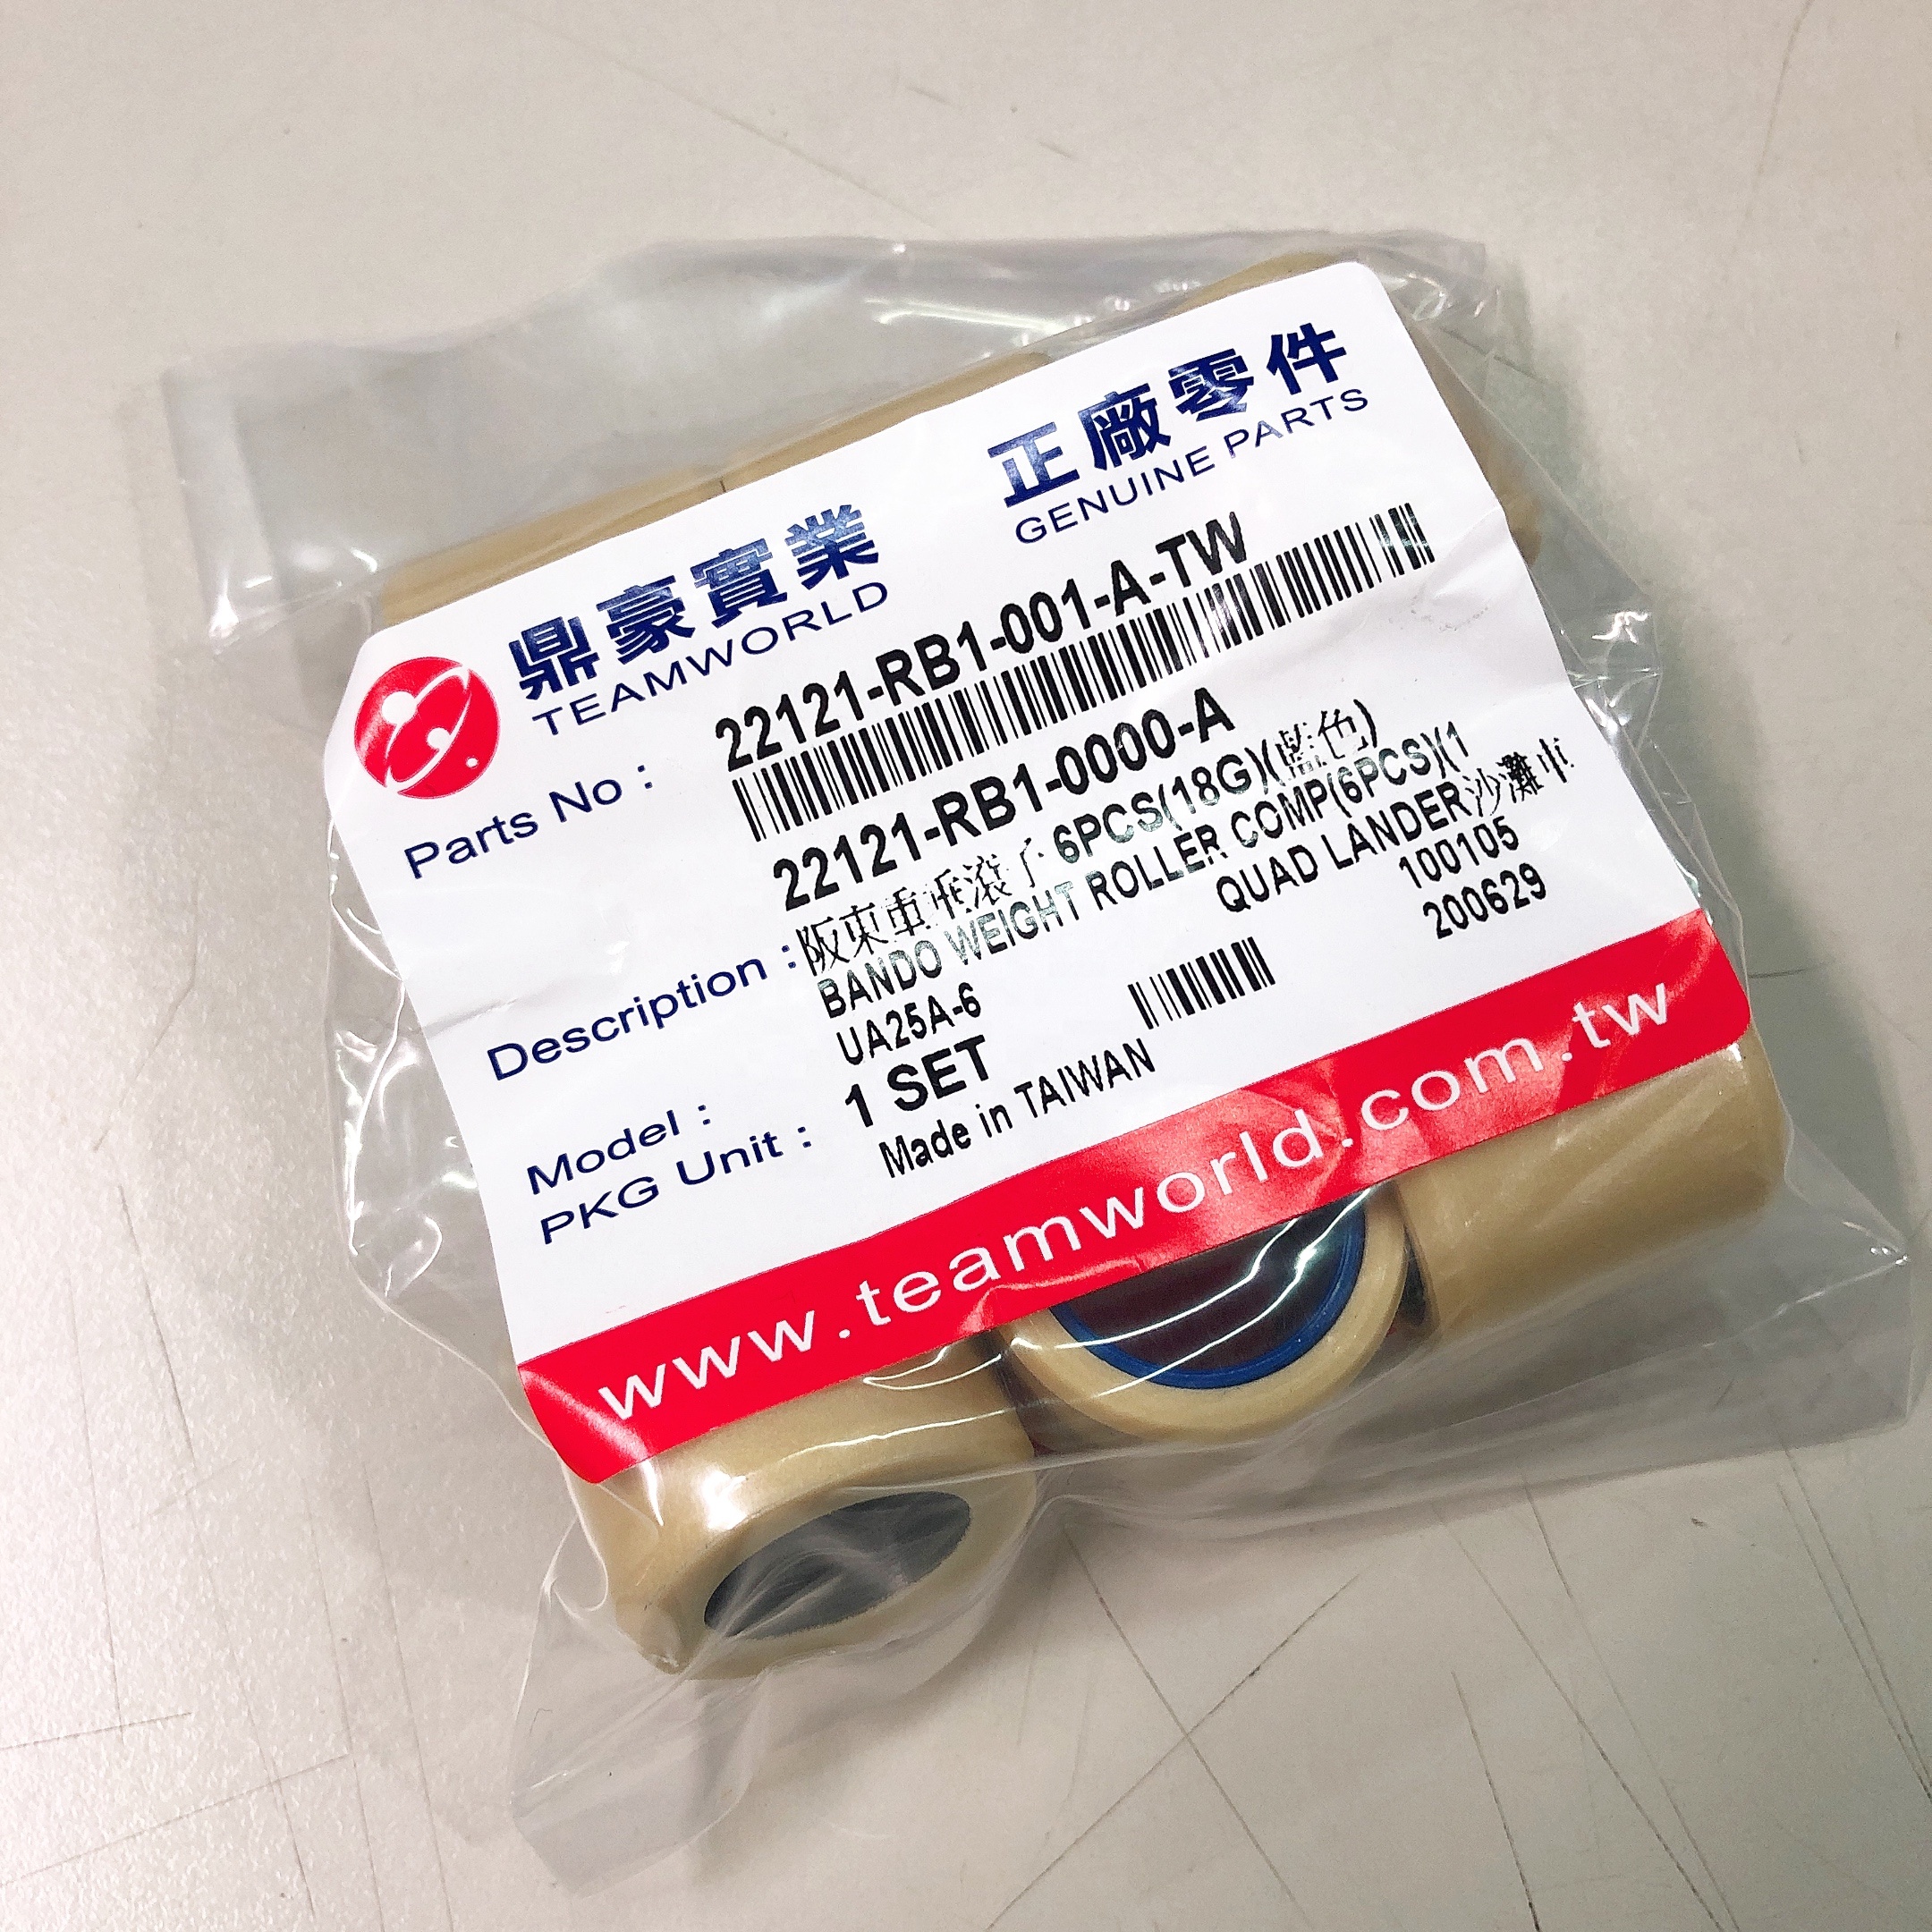 鼎豪實業 正廠零件
TEAMWORLD GENUINE PARTS
Parts No : 22121-RB1-001-A-TW
22121-RB1-0000-A
Description : 阪東重垂滾子 6PCS(18G)(藍色)
BANDO WEIGHT ROLLER COMP(6PCS)(1
Model : UA25A-6 QUAD LANDER沙灘車
PKG Unit : 1 SET 100105
Made in TAIWAN 200629
www.teamworld.com.tw